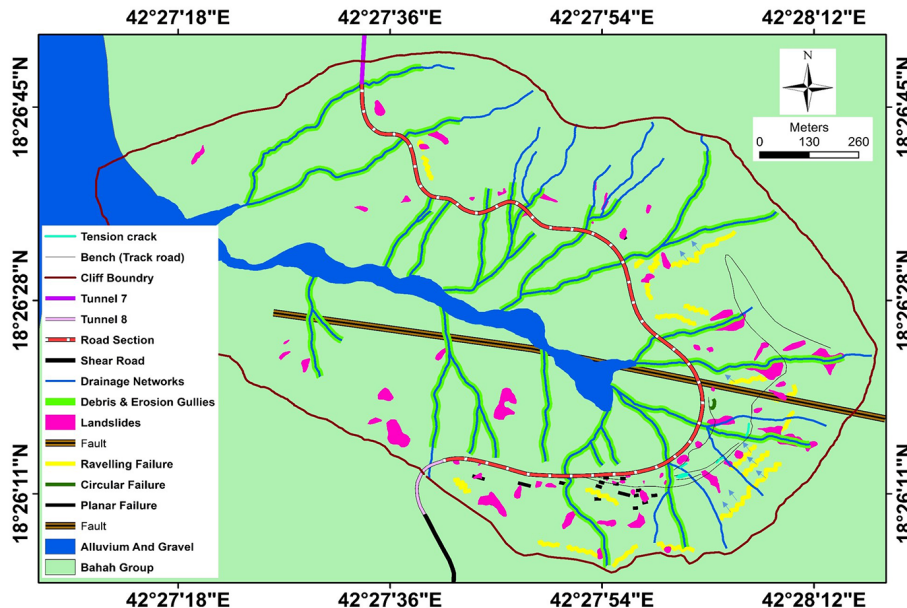 42°27'18"E 42°27'36"E 42°27'54"E 42°28'12"E
N
Meters
0 130 260
18°26'45"N 18°26'45"N
18°26'28"N 18°26'28"N
18°26'11"N 18°26'11"N
Tension crack
Bench (Track road)
Cliff Boundry
Tunnel 7
Tunnel 8
Road Section
Shear Road
Drainage Networks
Debris & Erosion Gullies
Landslides
Fault
Ravelling Failure
Circular Failure
Planar Failure
Fault
Alluvium And Gravel
Bahah Group
42°27'18"E 42°27'36"E 42°27'54"E 42°28'12"E